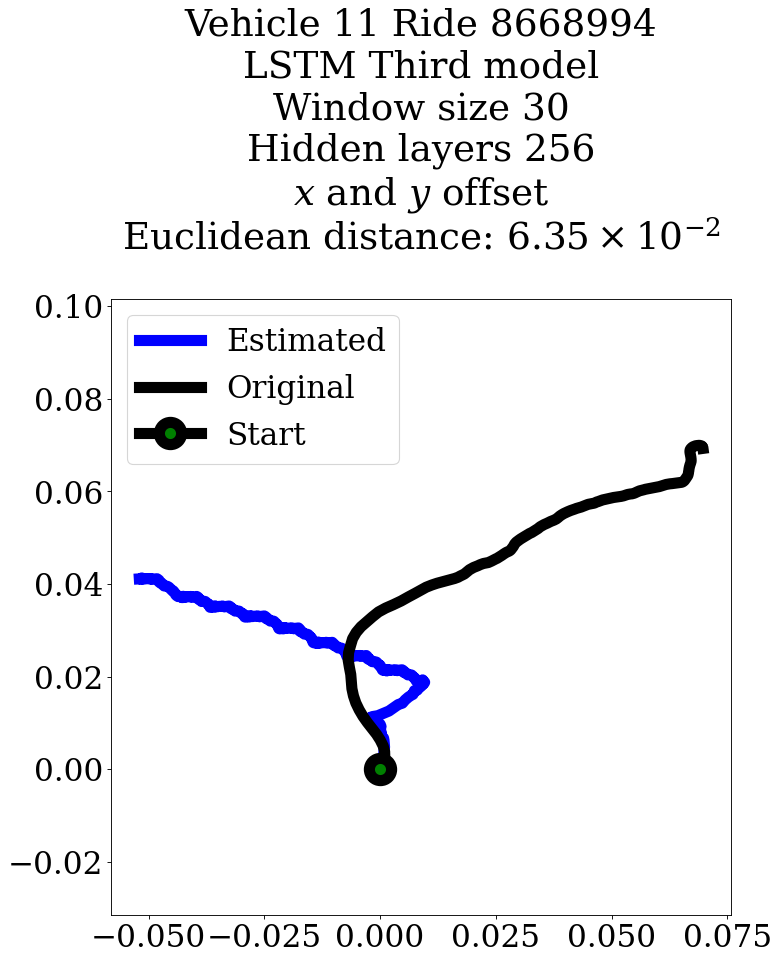 Vehicle 11 Ride 8668994
LSTM Third model
Window size 30
Hidden layers 256
x and y offset
Euclidean distance: 6.35 × 10⁻²
Estimated
Original
Start
0.10
0.08
0.06
0.04
0.02
0.00
−0.02
−0.050 −0.025 0.000 0.025 0.050 0.075